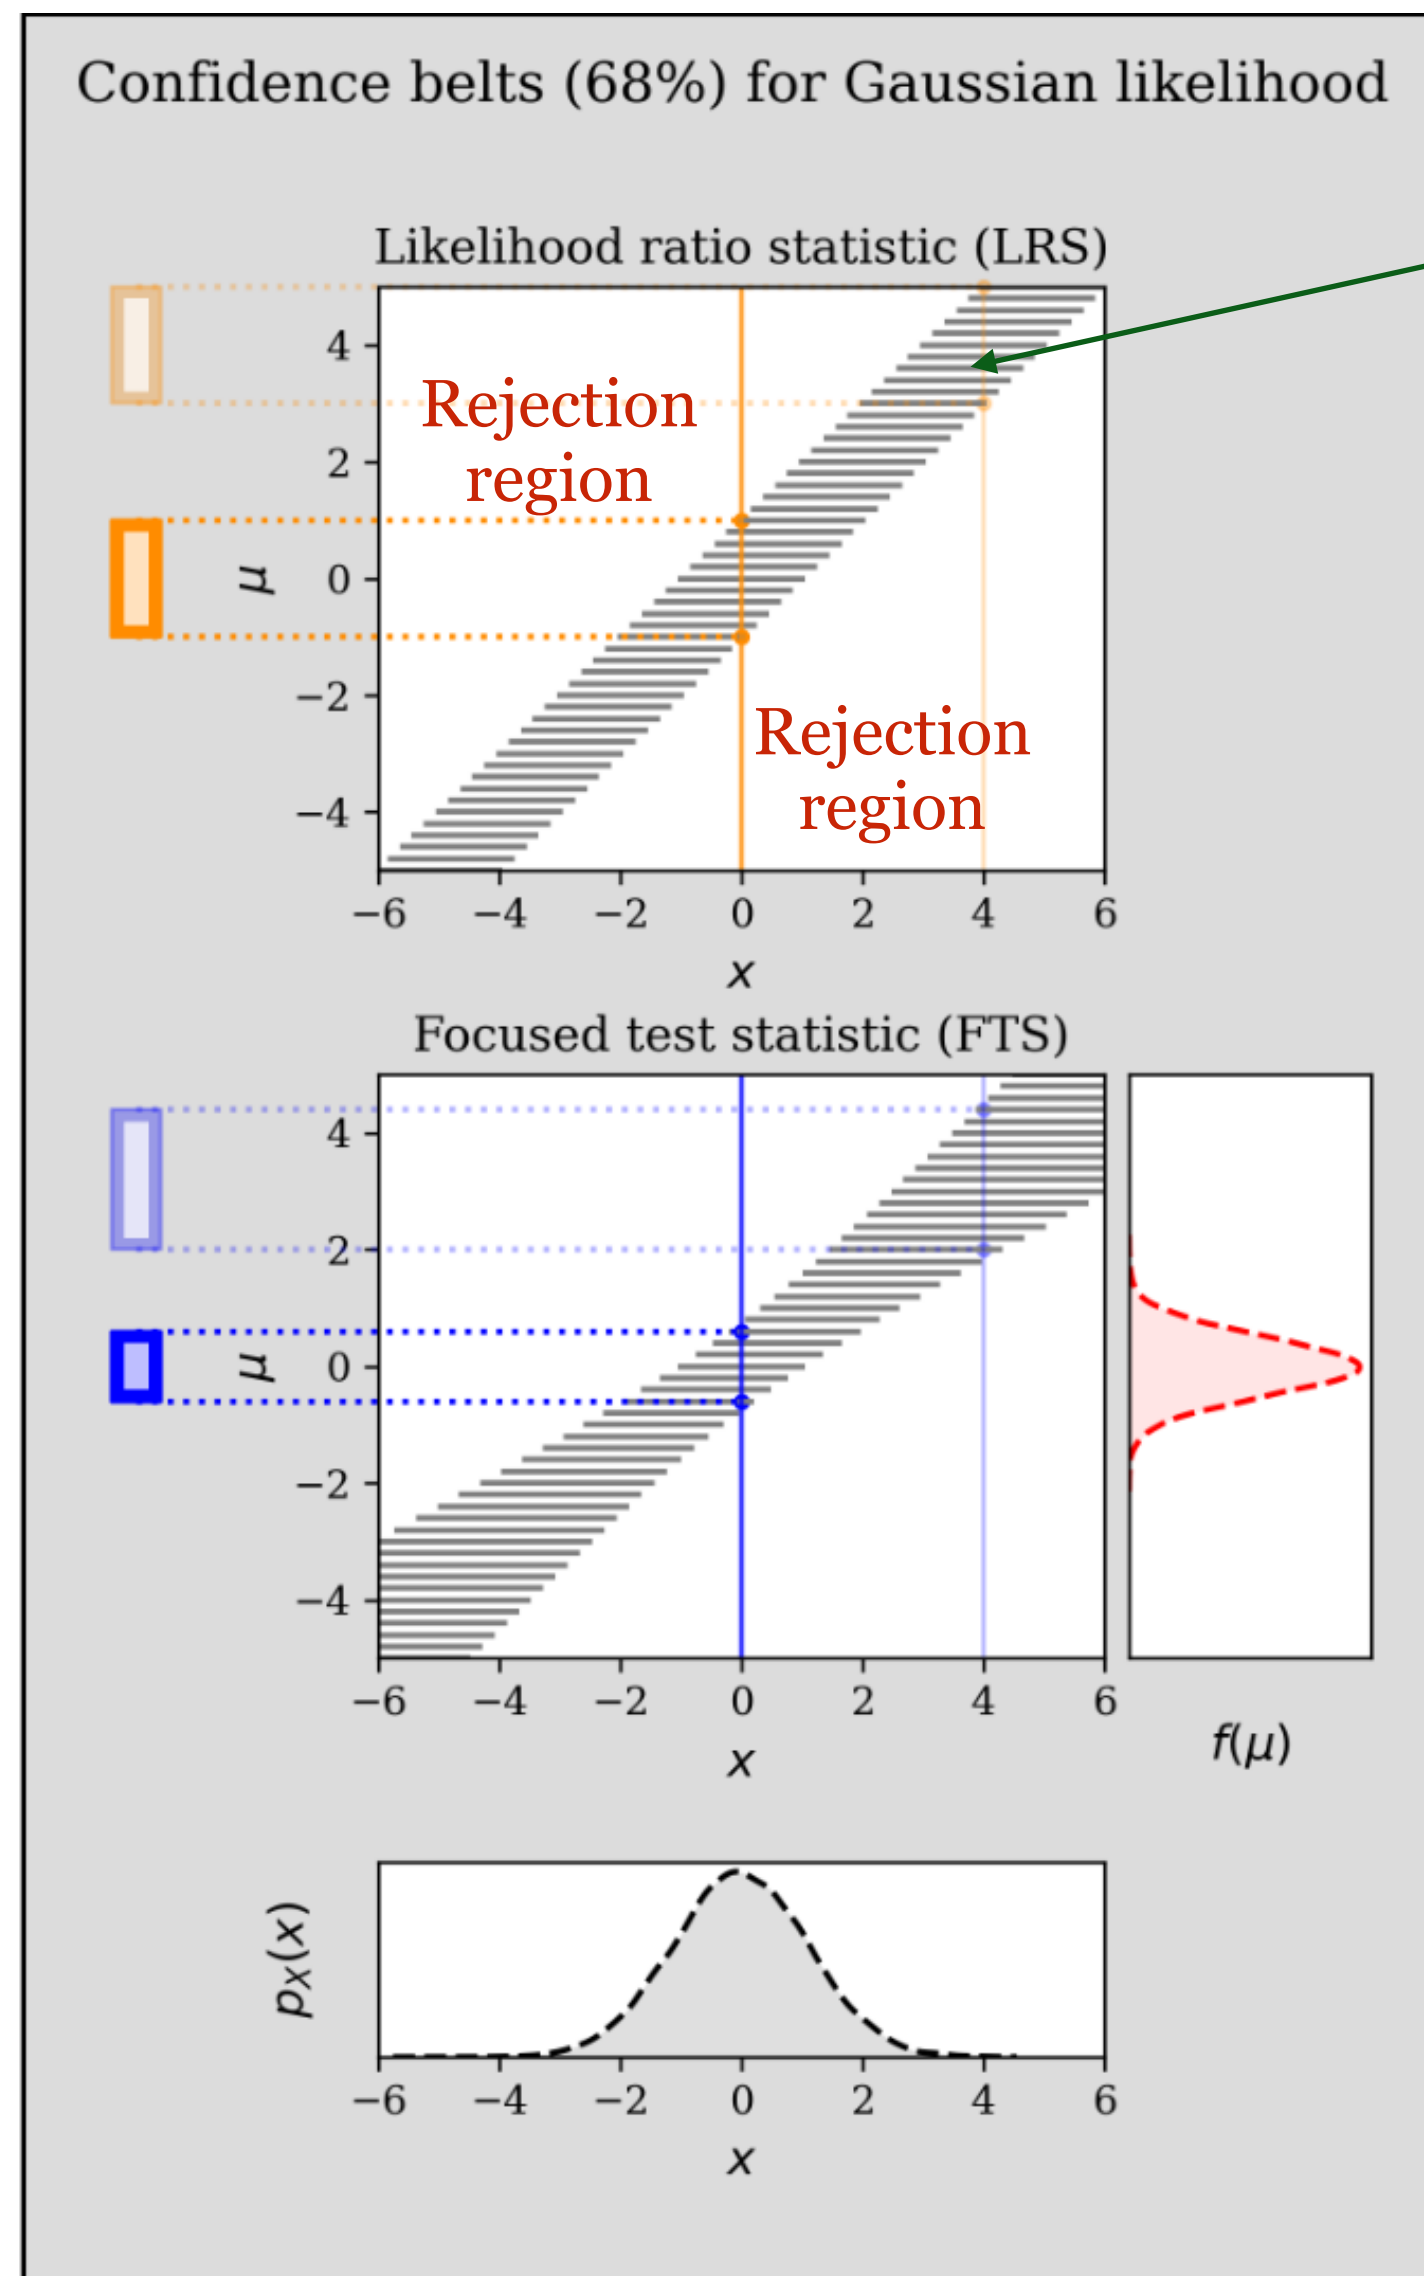 Confidence belts (68%) for Gaussian likelihood
Likelihood ratio statistic (LRS)
4
2
0
−2
−4
μ
Rejection
region
Rejection
region
−6 −4 −2 0 2 4 6
x
Focused test statistic (FTS)
4
2
0
−2
−4
μ
−6 −4 −2 0 2 4 6
x
f(μ)
pX(x)
−6 −4 −2 0 2 4 6
x